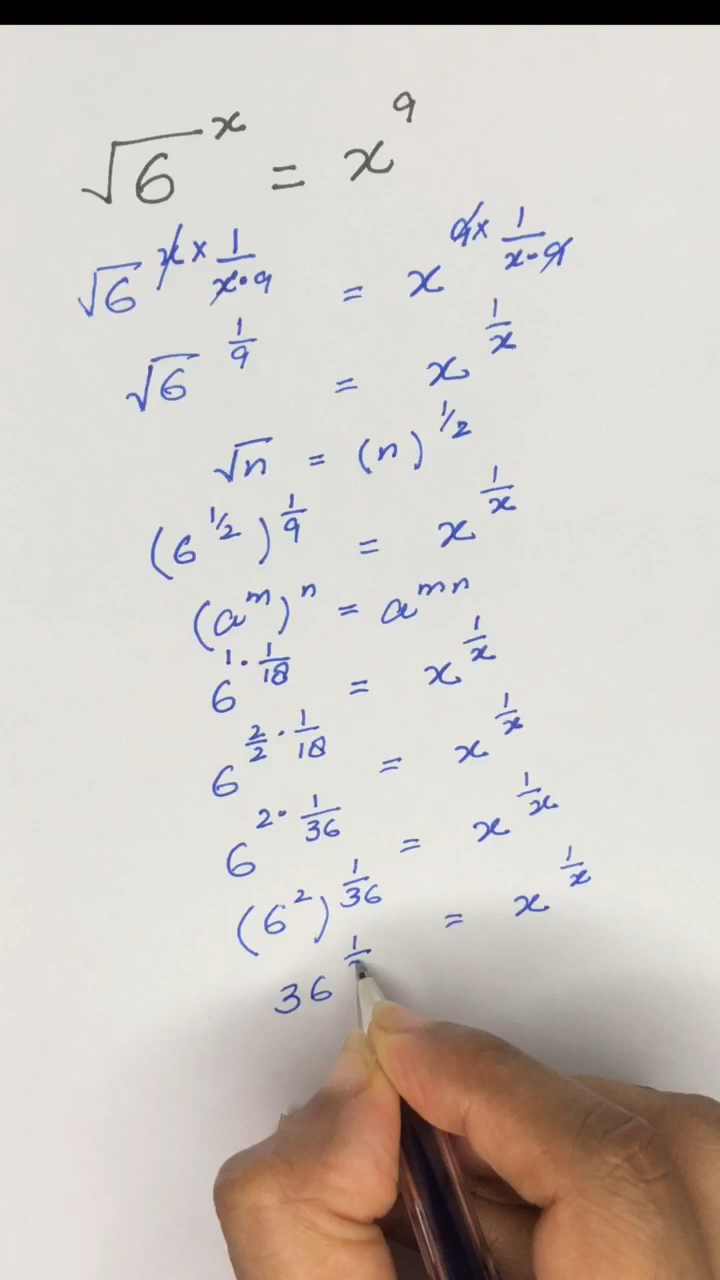 √6^x = x^9
√6^(x × 1/(x·9)) = x^(9 × 1/(x·9))
√6^(1/9) = x^(1/x)
√n = (n)^(1/2)
(6^(1/2))^(1/9) = x^(1/x)
(a^m)^n = a^(mn)
6^(1·1/18) = x^(1/x)
6^(2/2·1/18) = x^(1/x)
6^(2·1/36) = x^(1/x)
(6^2)^(1/36) = x^(1/x)
36^(1/